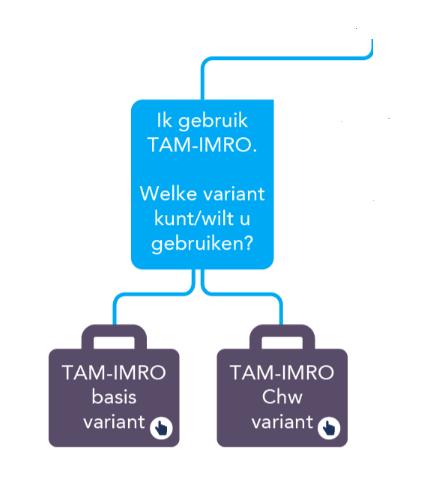 Ik gebruik
TAM-IMRO.
Welke variant
kunt/wilt u
gebruiken?
TAM-IMRO
basis
variant
TAM-IMRO
Chw
variant